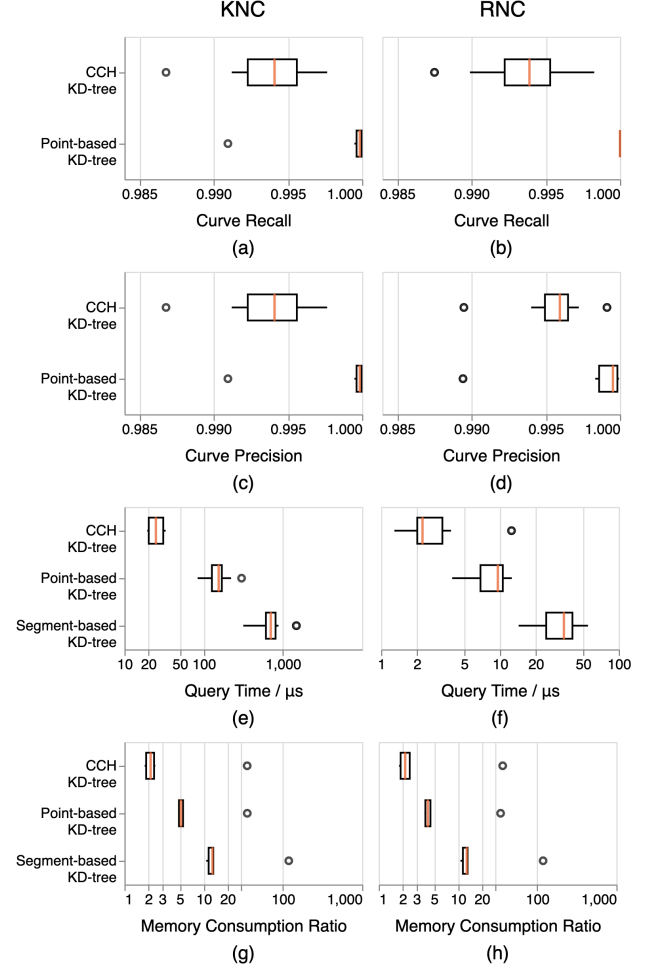 KNC
RNC
CCH
KD-tree
Point-based
KD-tree
0.985 0.990 0.995 1.000
0.985 0.990 0.995 1.000
Curve Recall
Curve Recall
(a)
(b)
CCH
KD-tree
Point-based
KD-tree
0.985 0.990 0.995 1.000
0.985 0.990 0.995 1.000
Curve Precision
Curve Precision
(c)
(d)
CCH
KD-tree
Point-based
KD-tree
Segment-based
KD-tree
10 20 50 100 1,000
1 2 5 10 20 50 100
Query Time / µs
Query Time / µs
(e)
(f)
CCH
KD-tree
Point-based
KD-tree
Segment-based
KD-tree
1 2 3 5 10 20 100 1,000
1 2 3 5 10 20 100 1,000
Memory Consumption Ratio
Memory Consumption Ratio
(g)
(h)